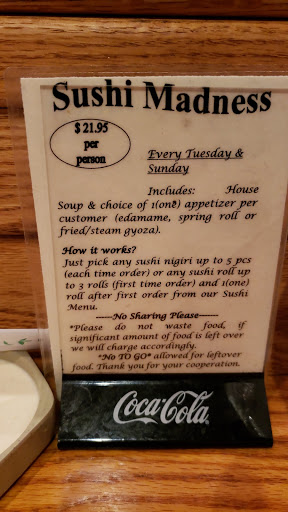 Sushi Madness
$ 21.95
per
person
Every Tuesday &
Sunday
Includes: House
Soup & choice of 1(one) appetizer per
customer (edamame, spring roll or
fried/steam gyoza).
How it works?
Just pick any sushi nigiri up to 5 pcs
(each time order) or any sushi roll up
to 3 rolls (first time order) and 1(one)
roll after first order from our Sushi
Menu.
------No Sharing Please------
*Please do not waste food, if
significant amount of food is left over
we will charge accordingly.
*No TO GO* allowed for leftover
food. Thank you for your cooperation.
Coca-Cola